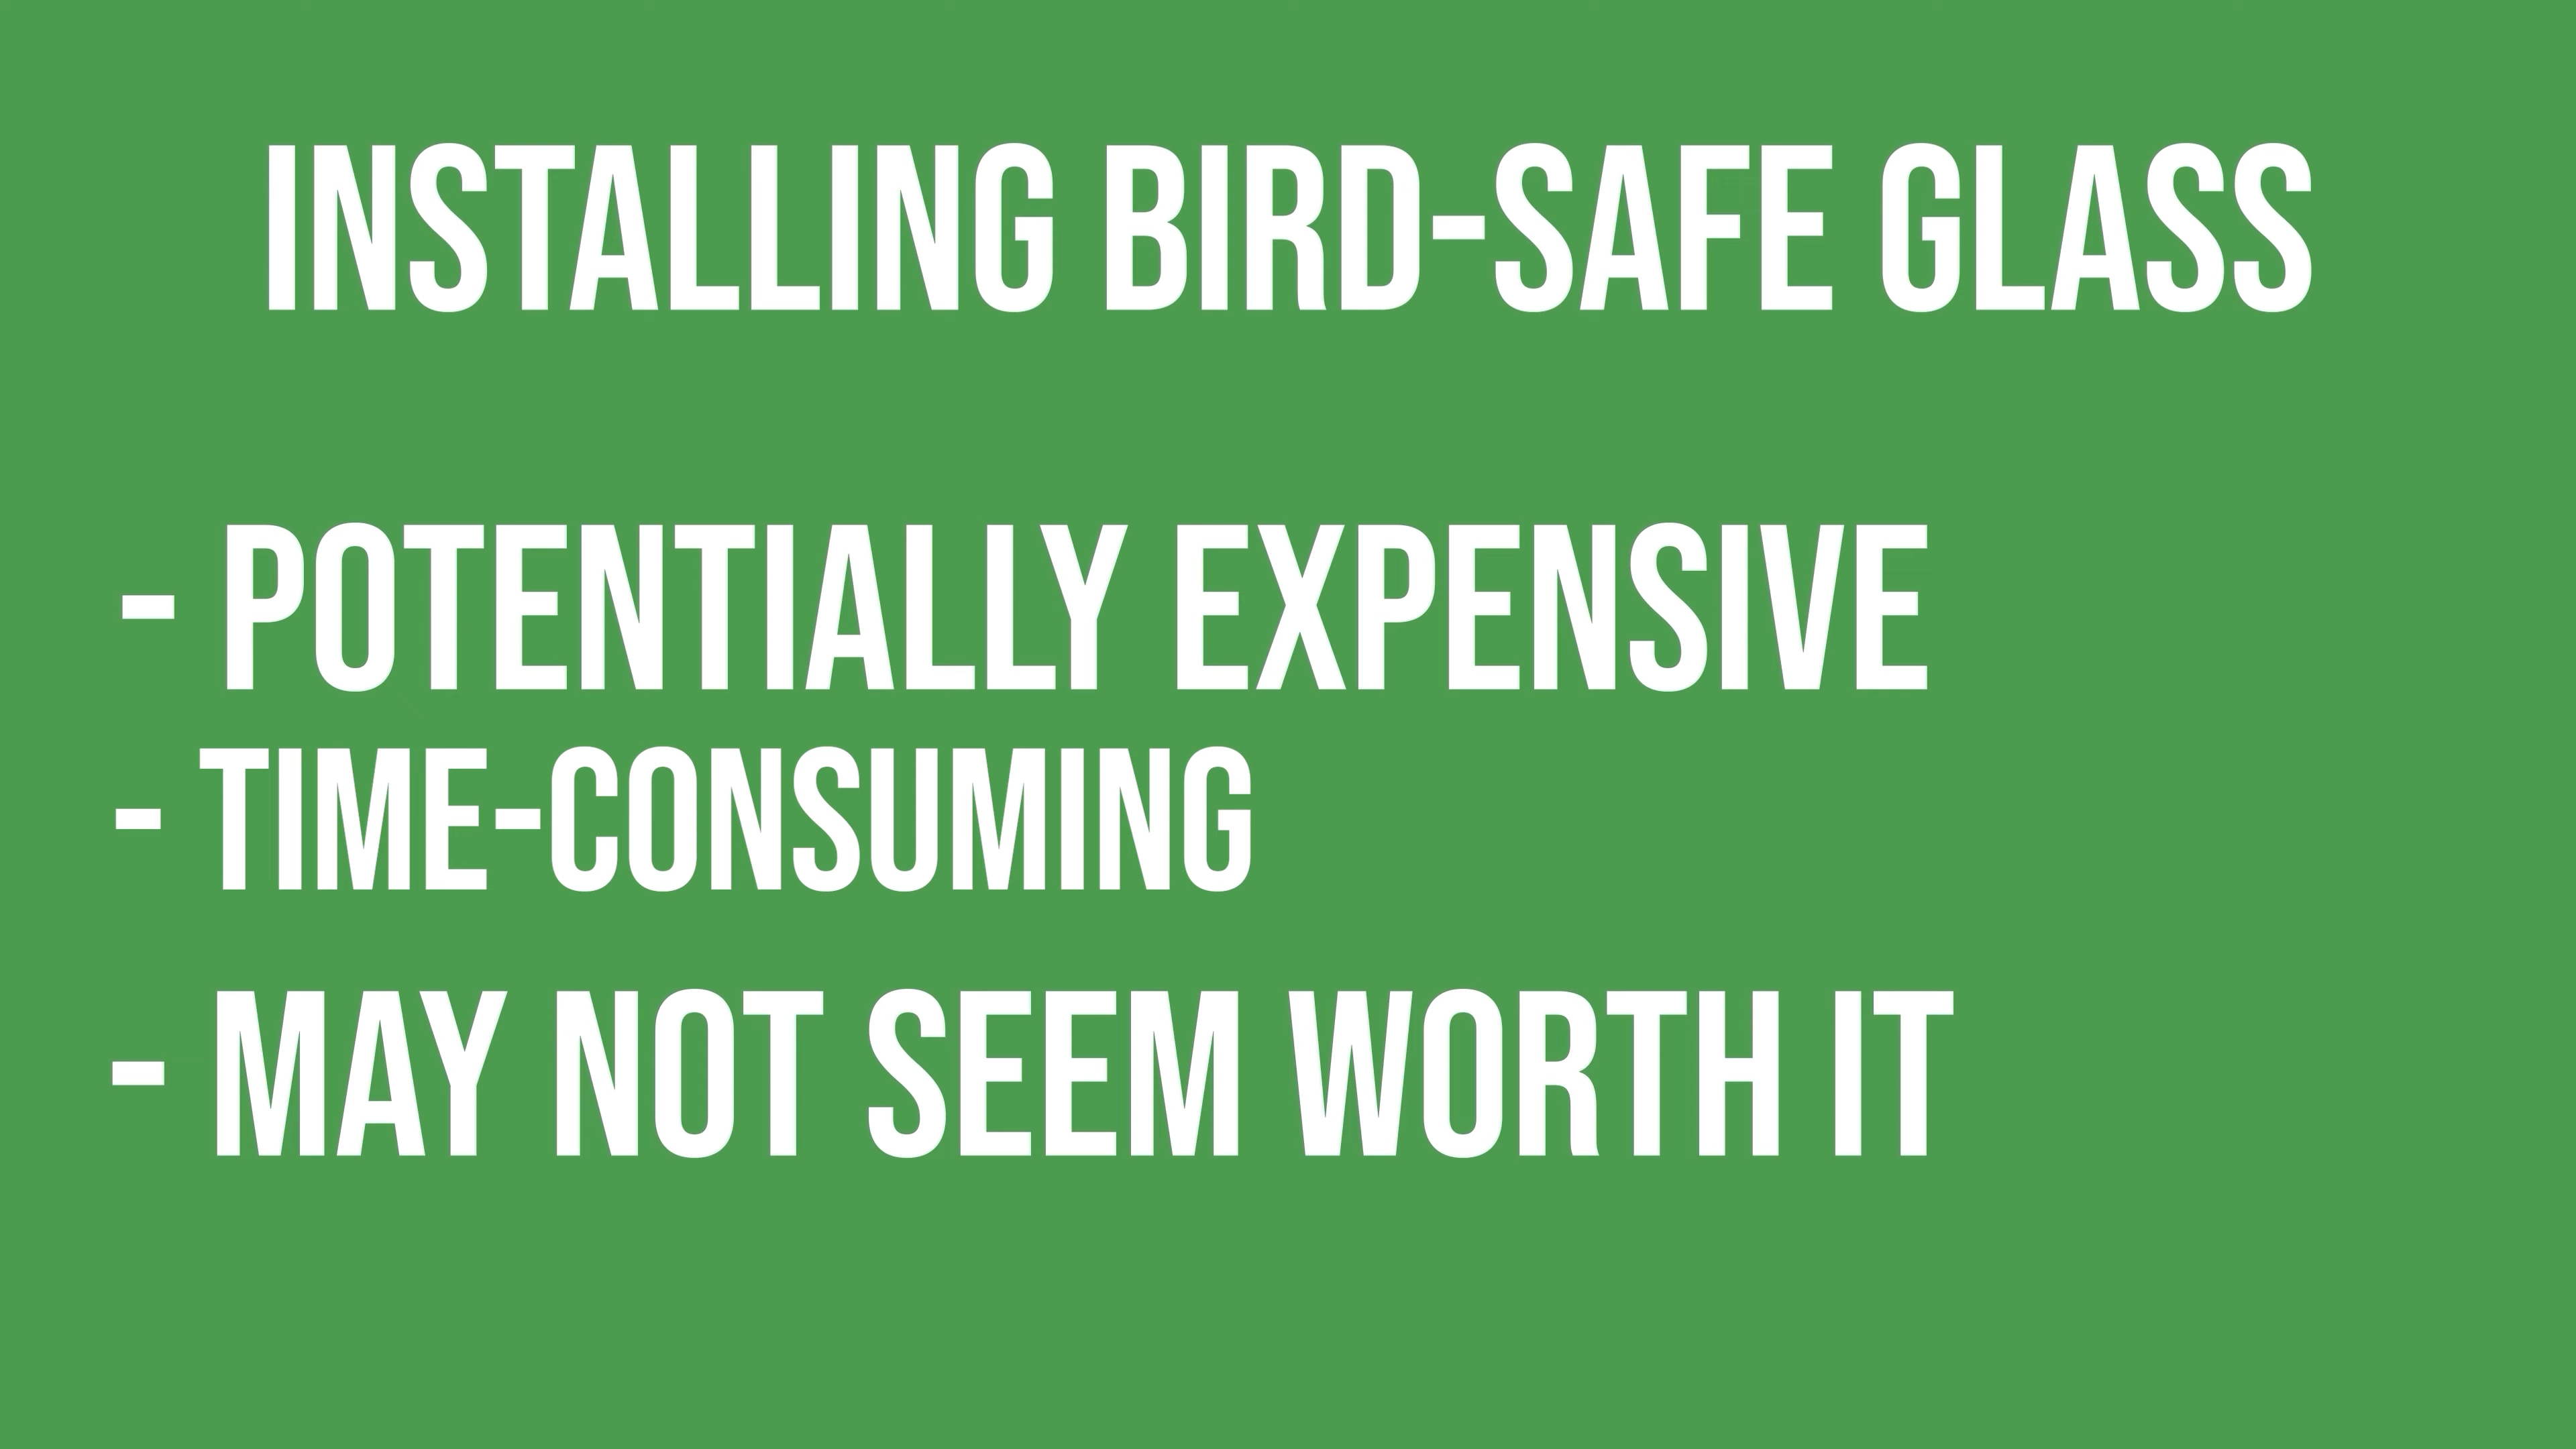 INSTALLING BIRD-SAFE GLASS
- POTENTIALLY EXPENSIVE
- TIME-CONSUMING
- MAY NOT SEEM WORTH IT